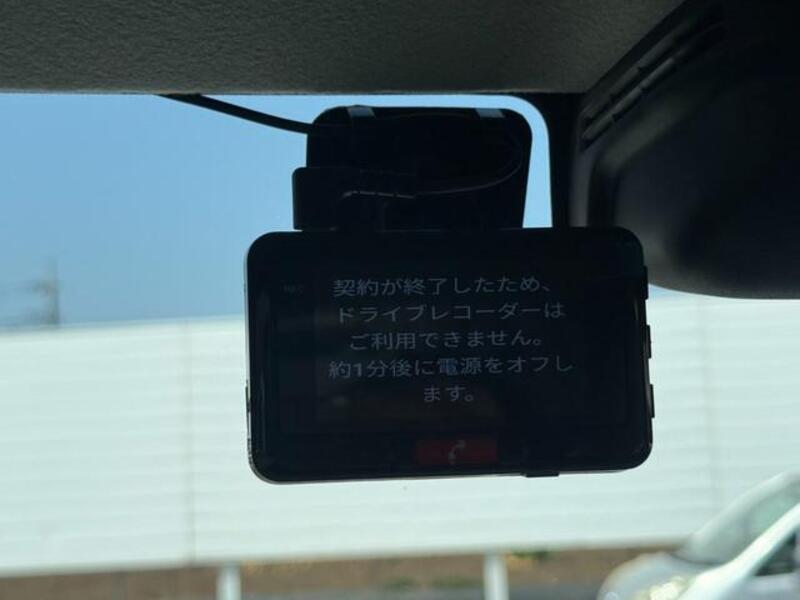 REC
契約が終了したため、
ドライブレコーダーは
ご利用できません。
約1分後に電源をオフし
ます。